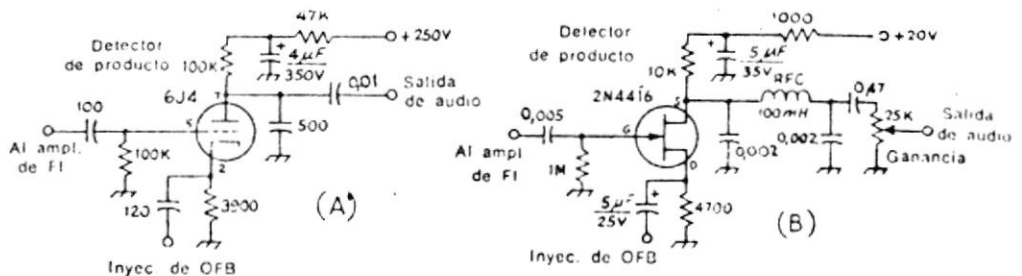 47K
+250V
Detector
de producto
100K
+
4µF
350V
0,01
Salida
de audio
6J4
7
100
5
500
Al ampl.
de FI
100K
2
120
3900
(A)
Inyec. de OFB
1000
+20V
Detector
de producto
+
5µF
35V
10K
RFC
100mH
0,47
2N4416
S
0,005
G
25K
Salida
de audio
Al ampl.
de FI
1M
D
0,002
0,002
Ganancia
5µF
25V
+
4700
(B)
Inyec. de OFB